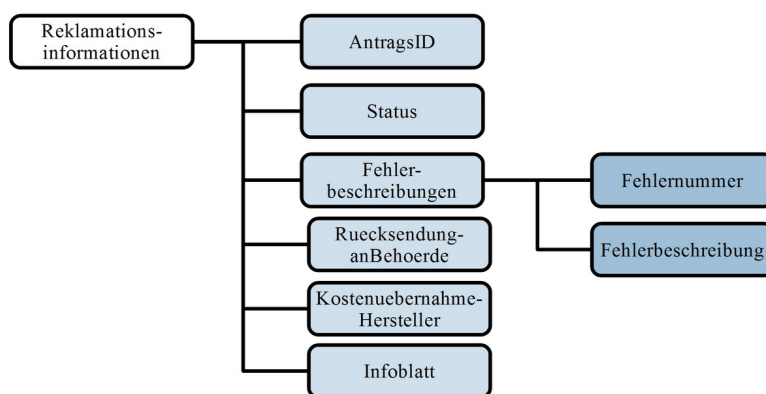 Reklamations-
informationen
AntragsID
Status
Fehler-
beschreibungen
Fehlernummer
Fehlerbeschreibung
Ruecksendung-
anBehoerde
Kostenuebernahme-
Hersteller
Infoblatt